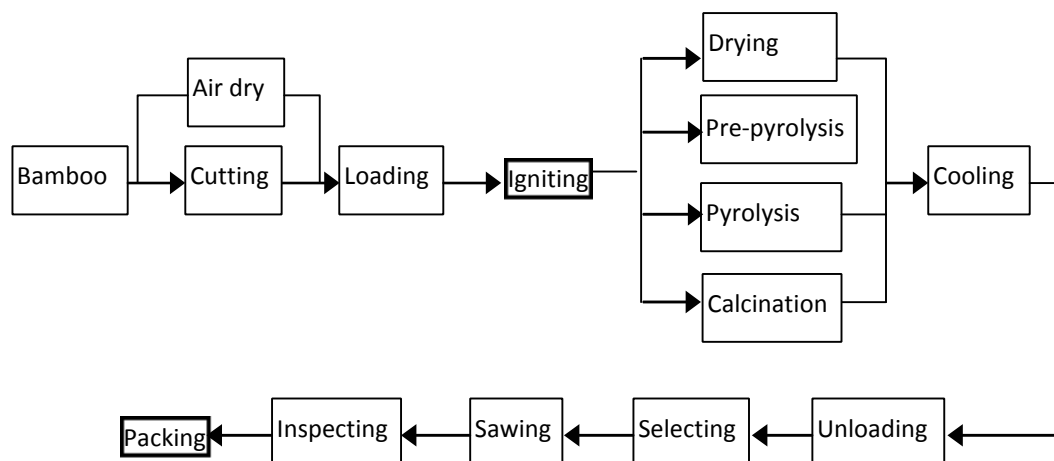 Bamboo
Air dry
Cutting
Loading
Igniting
Drying
Pre-pyrolysis
Pyrolysis
Calcination
Cooling
Unloading
Selecting
Sawing
Inspecting
Packing